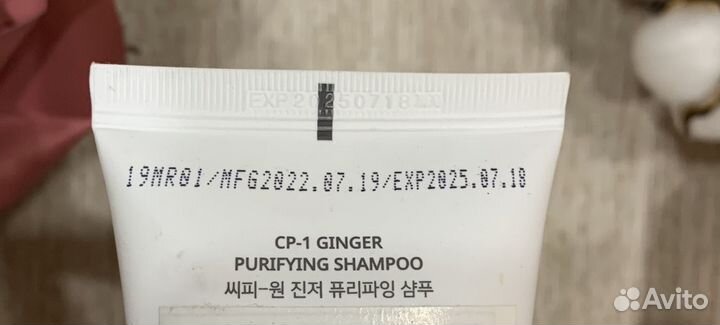 EXP20250718
19MR01/MFG2022.07.19/EXP2025.07.18
CP-1 GINGER
PURIFYING SHAMPOO
씨피-원 진저 퓨리파잉 샴푸
Avito